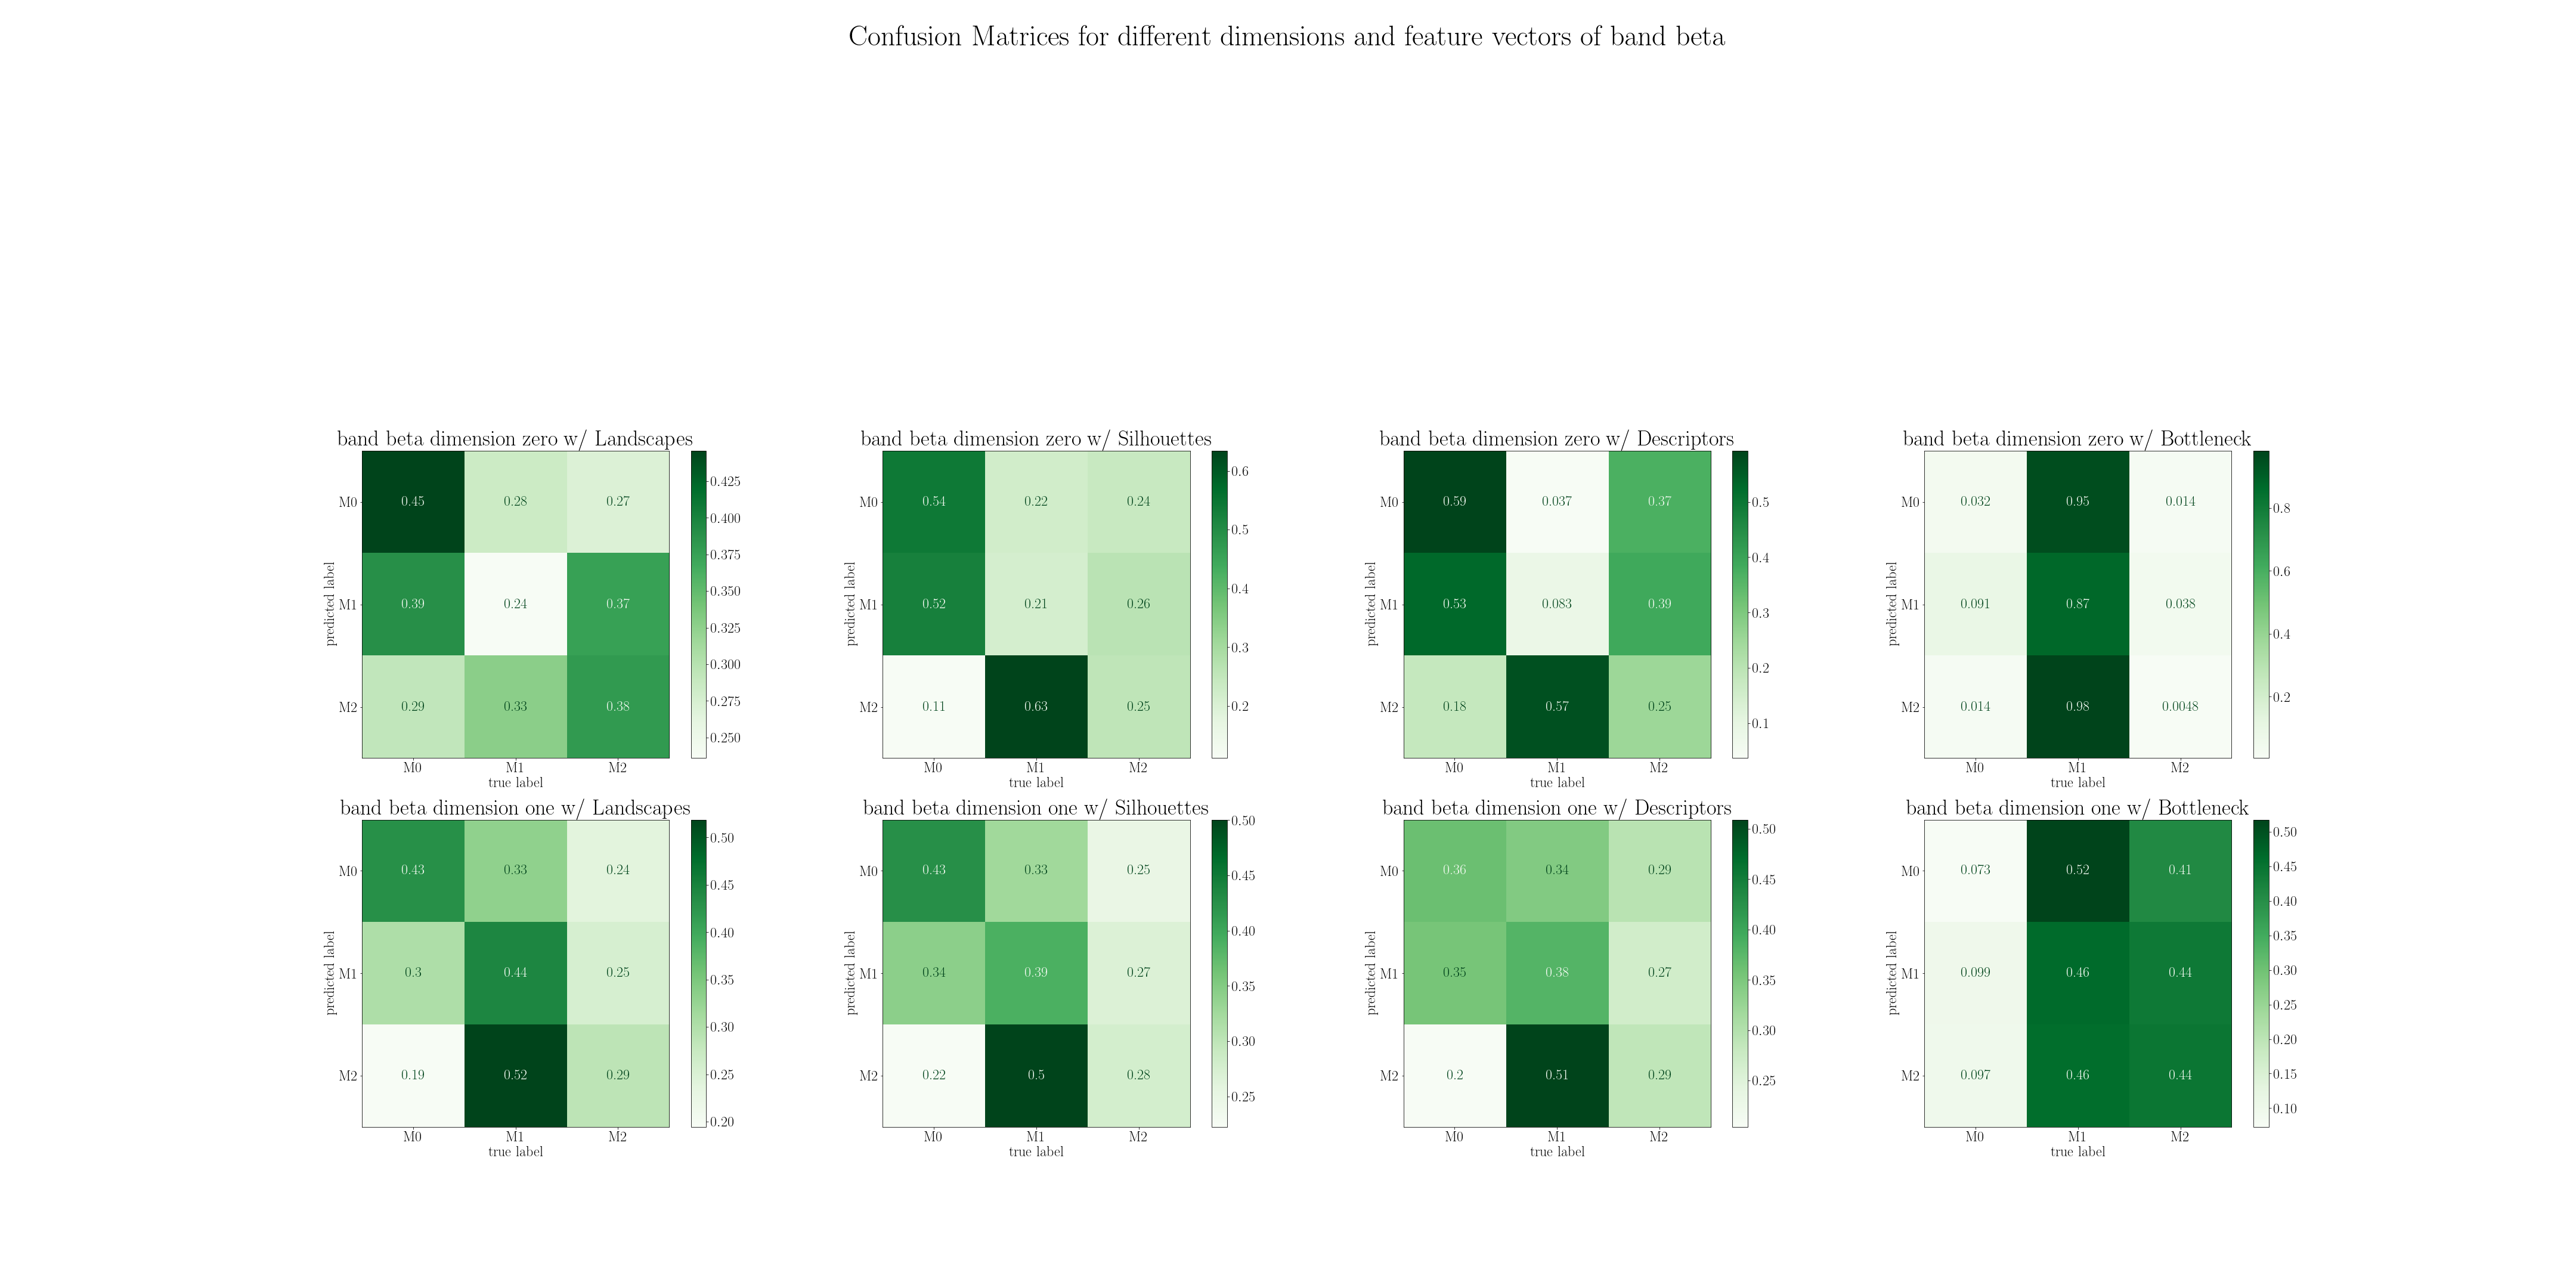 Confusion Matrices for different dimensions and feature vectors of band beta
band beta dimension zero w/ Landscapes
predicted label
M0 0.45 0.28 0.27
M1 0.39 0.24 0.37
M2 0.29 0.33 0.38
M0 M1 M2
true label
0.425
0.400
0.375
0.350
0.325
0.300
0.275
0.250
band beta dimension zero w/ Silhouettes
predicted label
M0 0.54 0.22 0.24
M1 0.52 0.21 0.26
M2 0.11 0.63 0.25
M0 M1 M2
true label
0.6
0.5
0.4
0.3
0.2
band beta dimension zero w/ Descriptors
predicted label
M0 0.59 0.037 0.37
M1 0.53 0.083 0.39
M2 0.18 0.57 0.25
M0 M1 M2
true label
0.5
0.4
0.3
0.2
0.1
band beta dimension zero w/ Bottleneck
predicted label
M0 0.032 0.95 0.014
M1 0.091 0.87 0.038
M2 0.014 0.98 0.0048
M0 M1 M2
true label
0.8
0.6
0.4
0.2
band beta dimension one w/ Landscapes
predicted label
M0 0.43 0.33 0.24
M1 0.3 0.44 0.25
M2 0.19 0.52 0.29
M0 M1 M2
true label
0.50
0.45
0.40
0.35
0.30
0.25
0.20
band beta dimension one w/ Silhouettes
predicted label
M0 0.43 0.33 0.25
M1 0.34 0.39 0.27
M2 0.22 0.5 0.28
M0 M1 M2
true label
0.50
0.45
0.40
0.35
0.30
0.25
band beta dimension one w/ Descriptors
predicted label
M0 0.36 0.34 0.29
M1 0.35 0.38 0.27
M2 0.2 0.51 0.29
M0 M1 M2
true label
0.50
0.45
0.40
0.35
0.30
0.25
band beta dimension one w/ Bottleneck
predicted label
M0 0.073 0.52 0.41
M1 0.099 0.46 0.44
M2 0.097 0.46 0.44
M0 M1 M2
true label
0.50
0.45
0.40
0.35
0.30
0.25
0.20
0.15
0.10